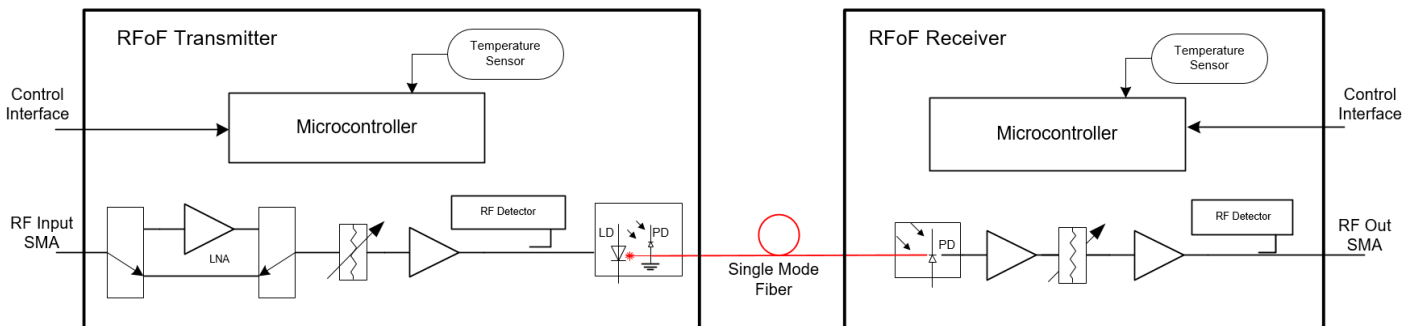 RFoF Transmitter
Temperature
Sensor
Control
Interface
Microcontroller
RF Input
SMA
LNA
RF Detector
LD
PD
Single Mode
Fiber
RFoF Receiver
Temperature
Sensor
Microcontroller
Control
Interface
PD
RF Detector
RF Out
SMA